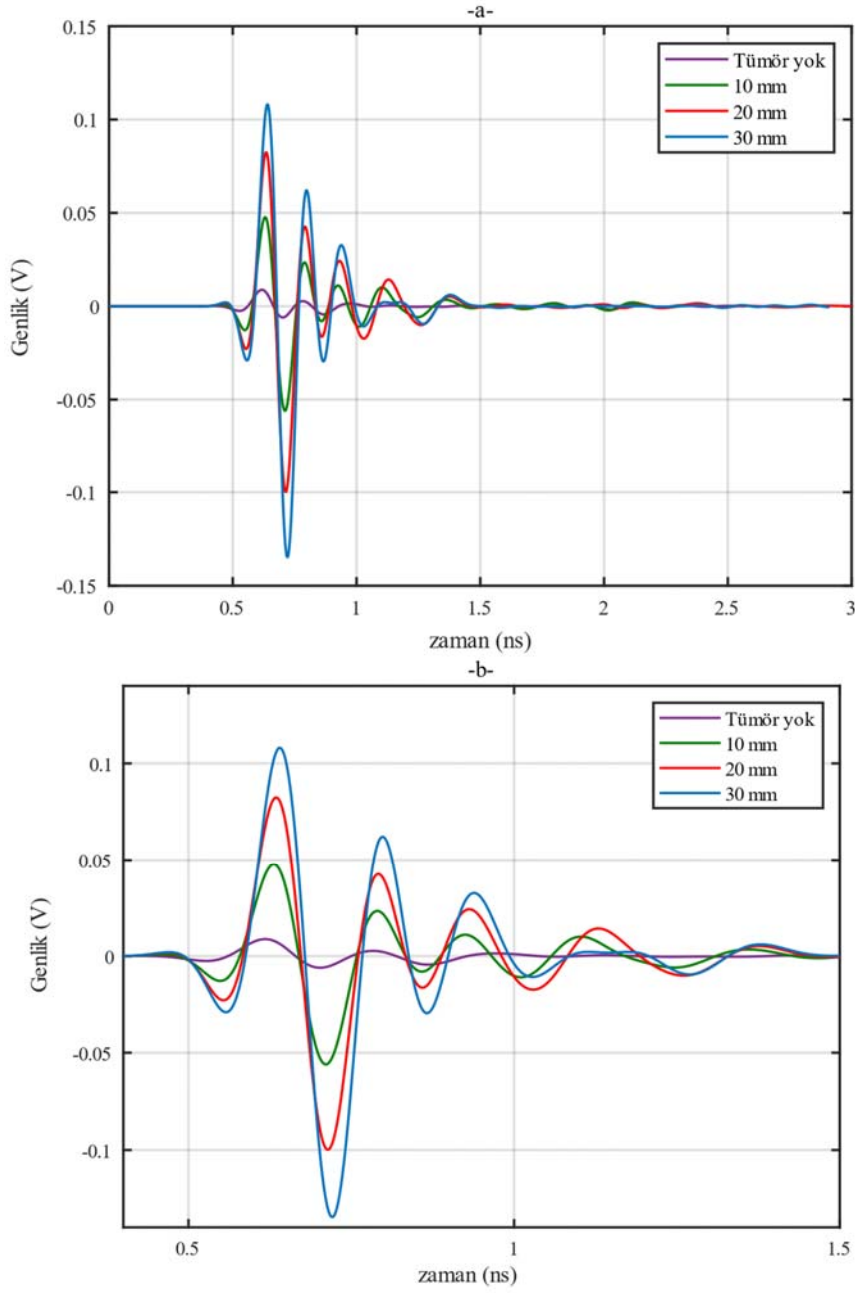 -a-
0.15
0.1
0.05
0
-0.05
-0.1
-0.15
Genlik (V)
Tümör yok
10 mm
20 mm
30 mm
0 0.5 1 1.5 2 2.5 3
zaman (ns)
-b-
0.1
0.05
0
-0.05
-0.1
Genlik (V)
Tümör yok
10 mm
20 mm
30 mm
0.5 1 1.5
zaman (ns)